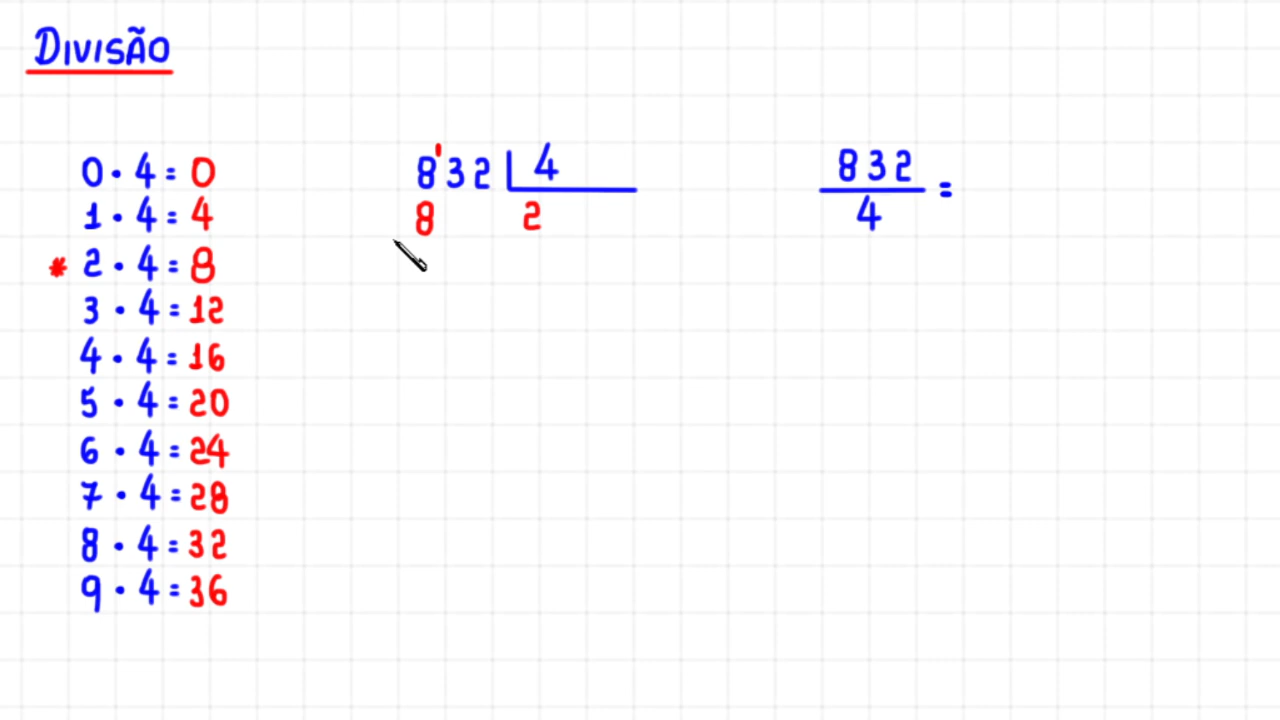 DIVISÃO
0 · 4 = 0
1 · 4 = 4
* 2 · 4 = 8
3 · 4 = 12
4 · 4 = 16
5 · 4 = 20
6 · 4 = 24
7 · 4 = 28
8 · 4 = 32
9 · 4 = 36
8'32 4
8 2
832
4 =